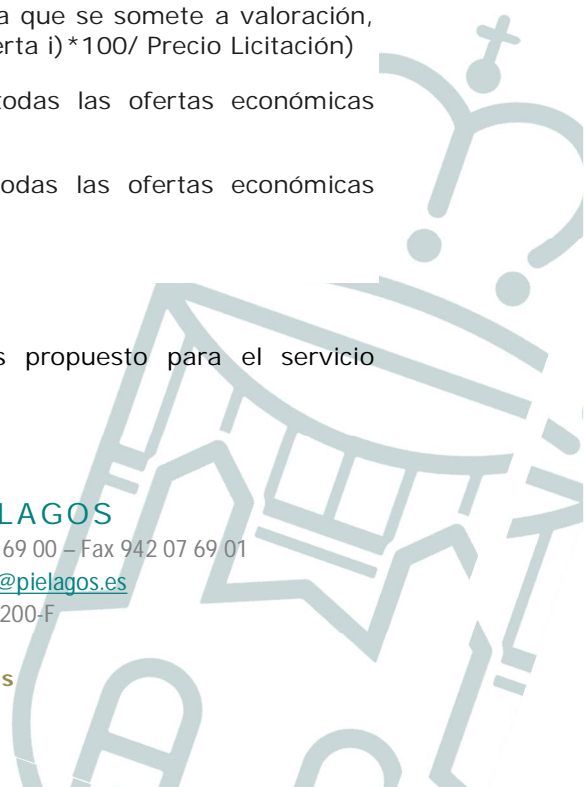 a que se somete a valoración,
erta i)*100/ Precio Licitación)
todas las ofertas económicas
odas las ofertas económicas
s propuesto para el servicio
LAGOS
69 00 – Fax 942 07 69 01
@pielagos.es
200-F
s